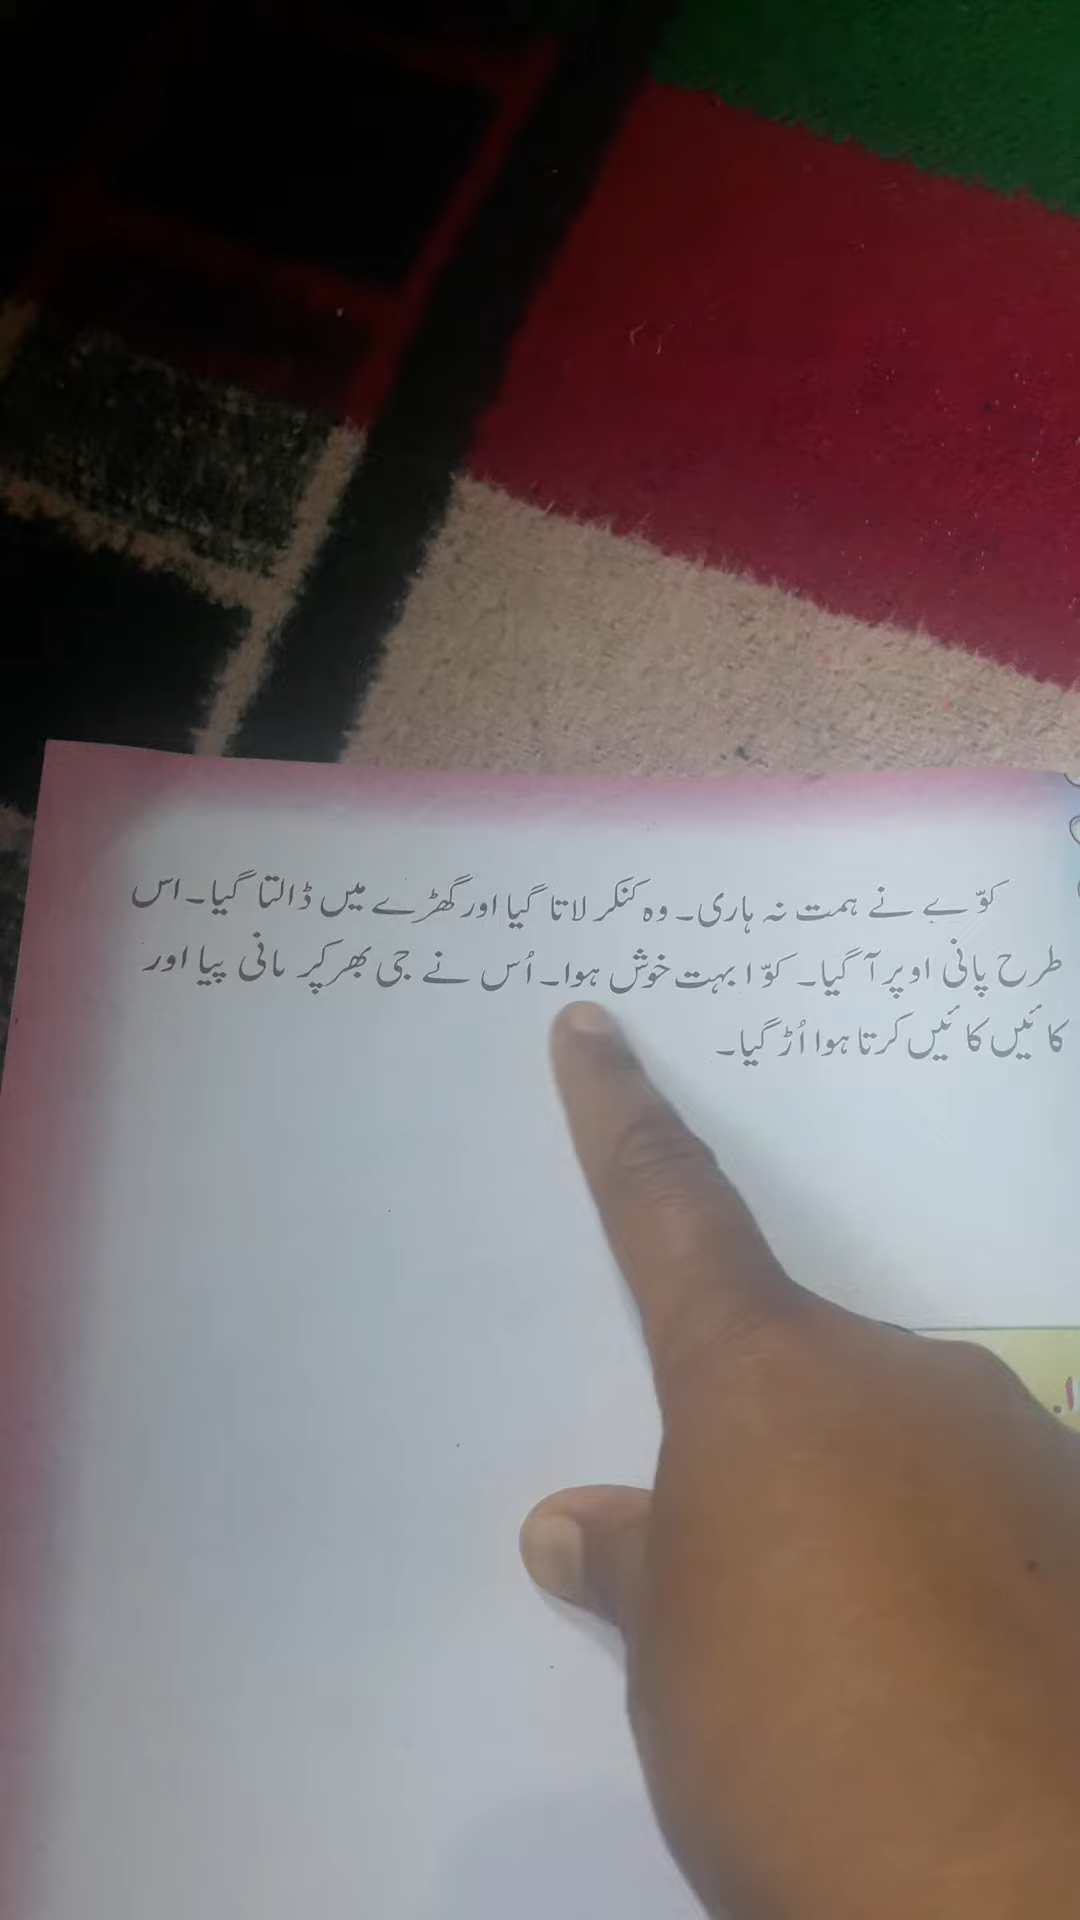 کوّے نے ہمت نہ ہاری۔ وہ کنکر لاتا گیا اور گھڑے میں ڈالتا گیا۔ اس
طرح پانی اوپر آ گیا۔ کوّا بہت خوش ہوا۔ اُس نے جی بھر کر پانی پیا اور
کائیں کائیں کرتا ہوا اُڑ گیا۔
.۱